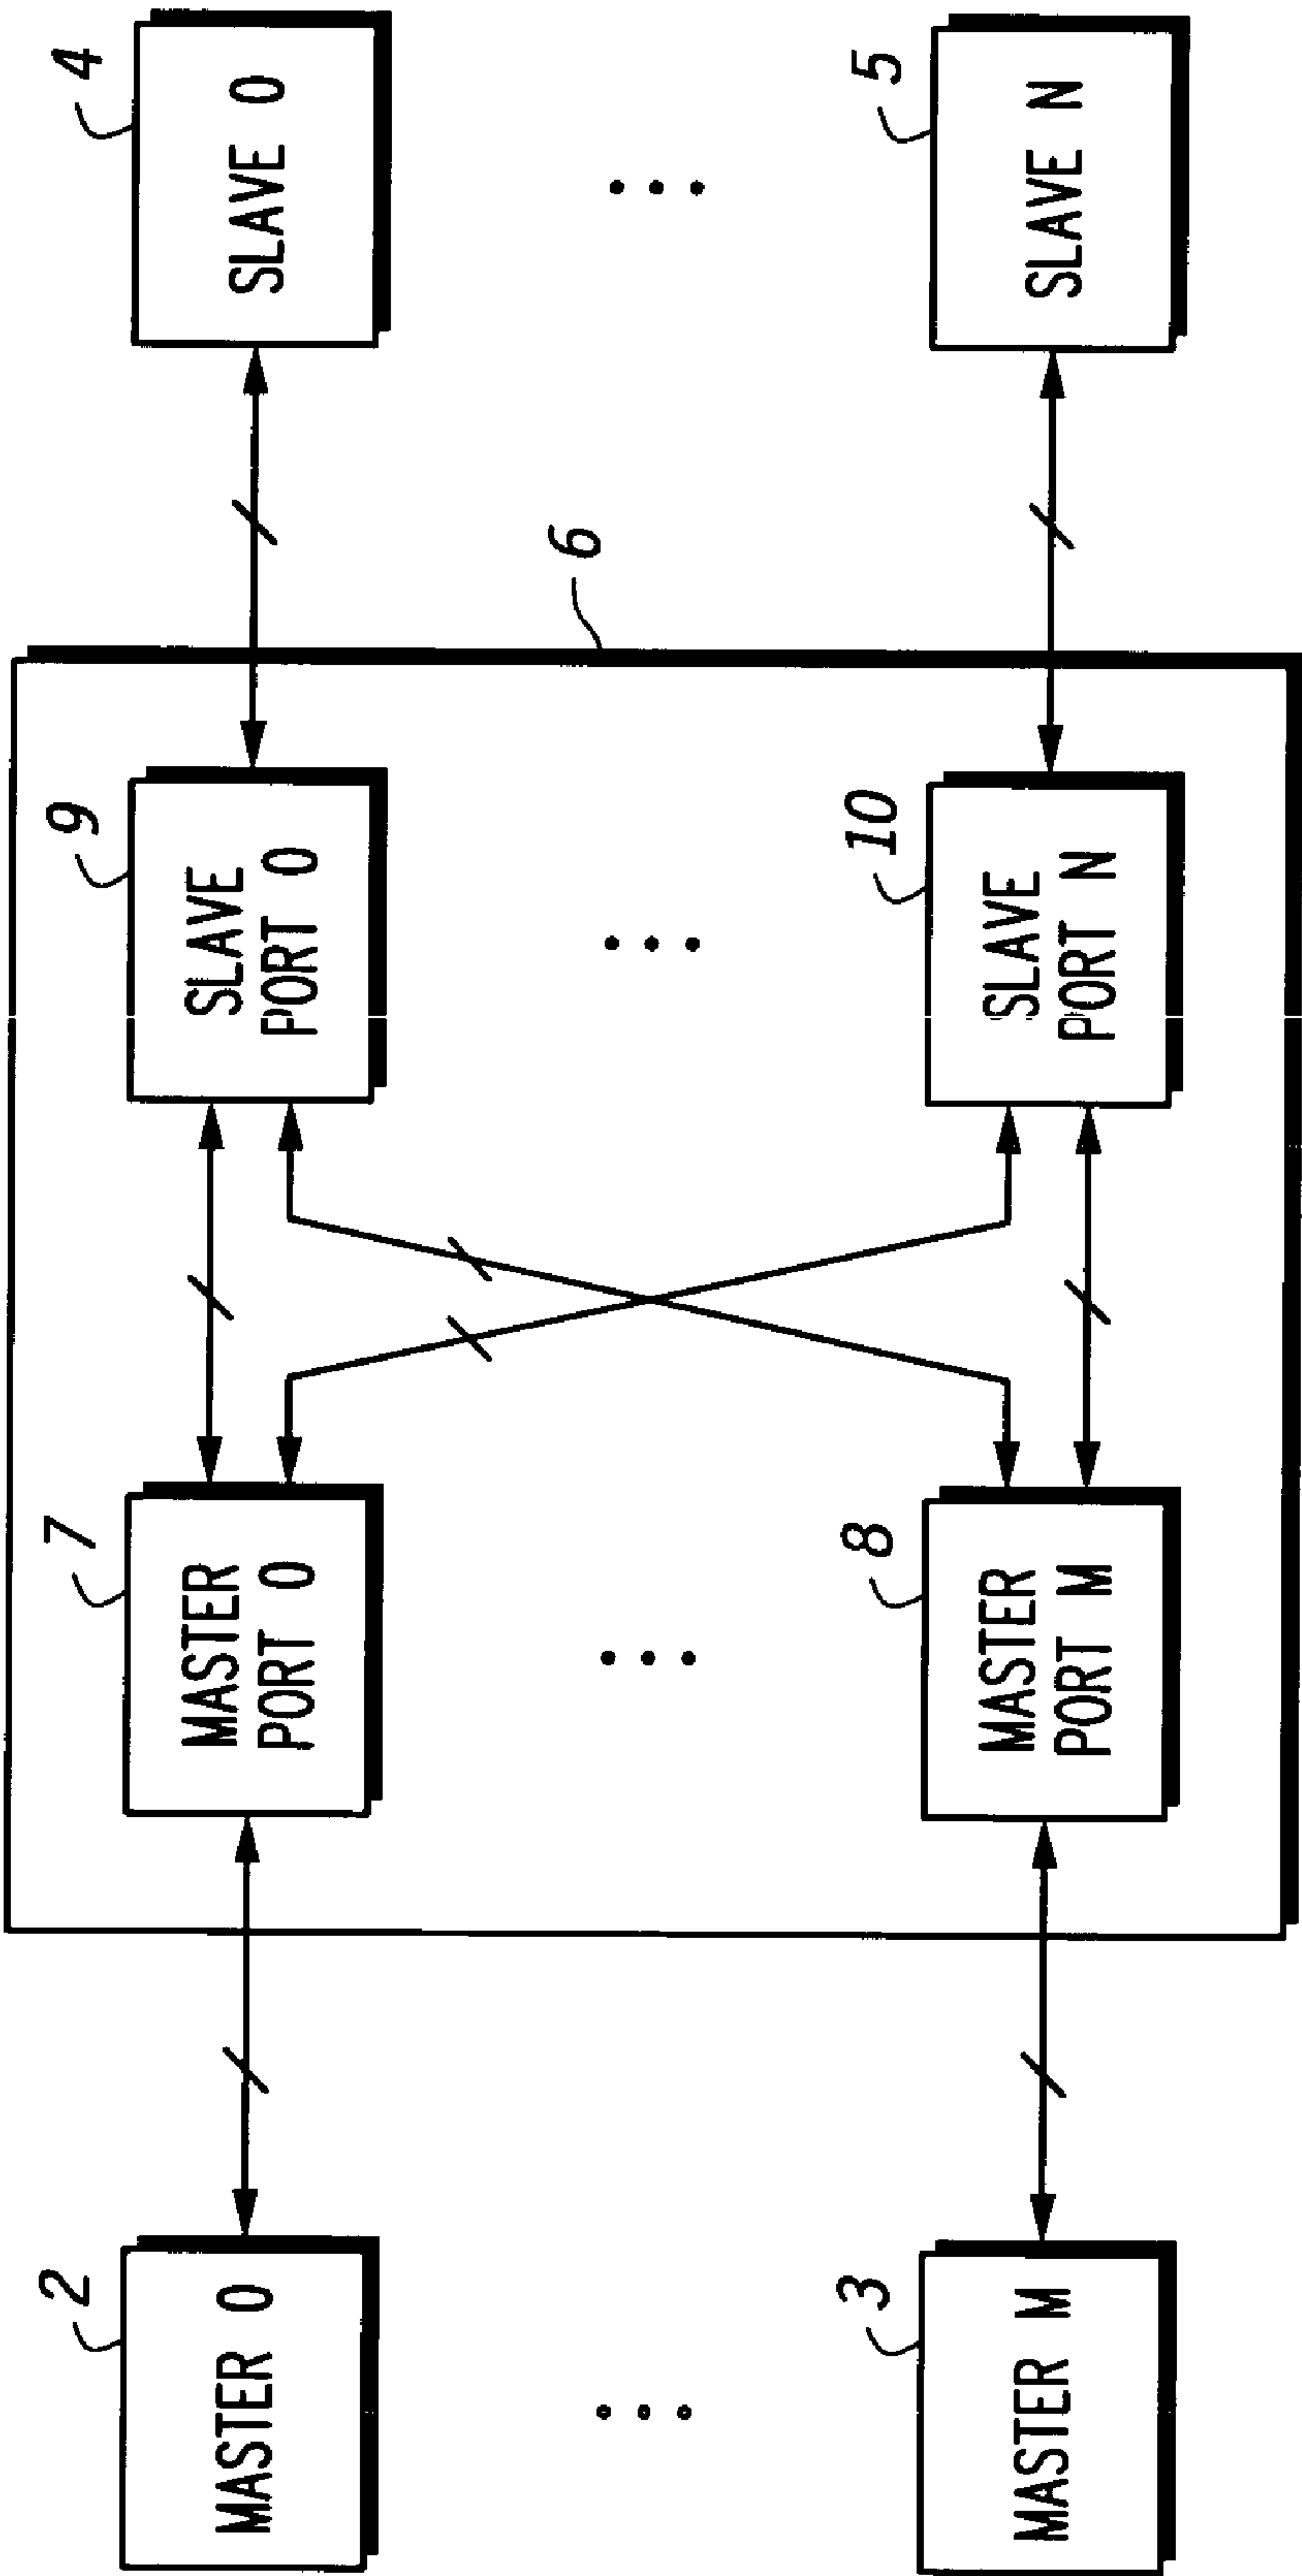 2
MASTER 0
7
MASTER
PORT 0
9
SLAVE
PORT 0
4
SLAVE 0
6
3
MASTER M
8
MASTER
PORT M
10
SLAVE
PORT N
5
SLAVE N